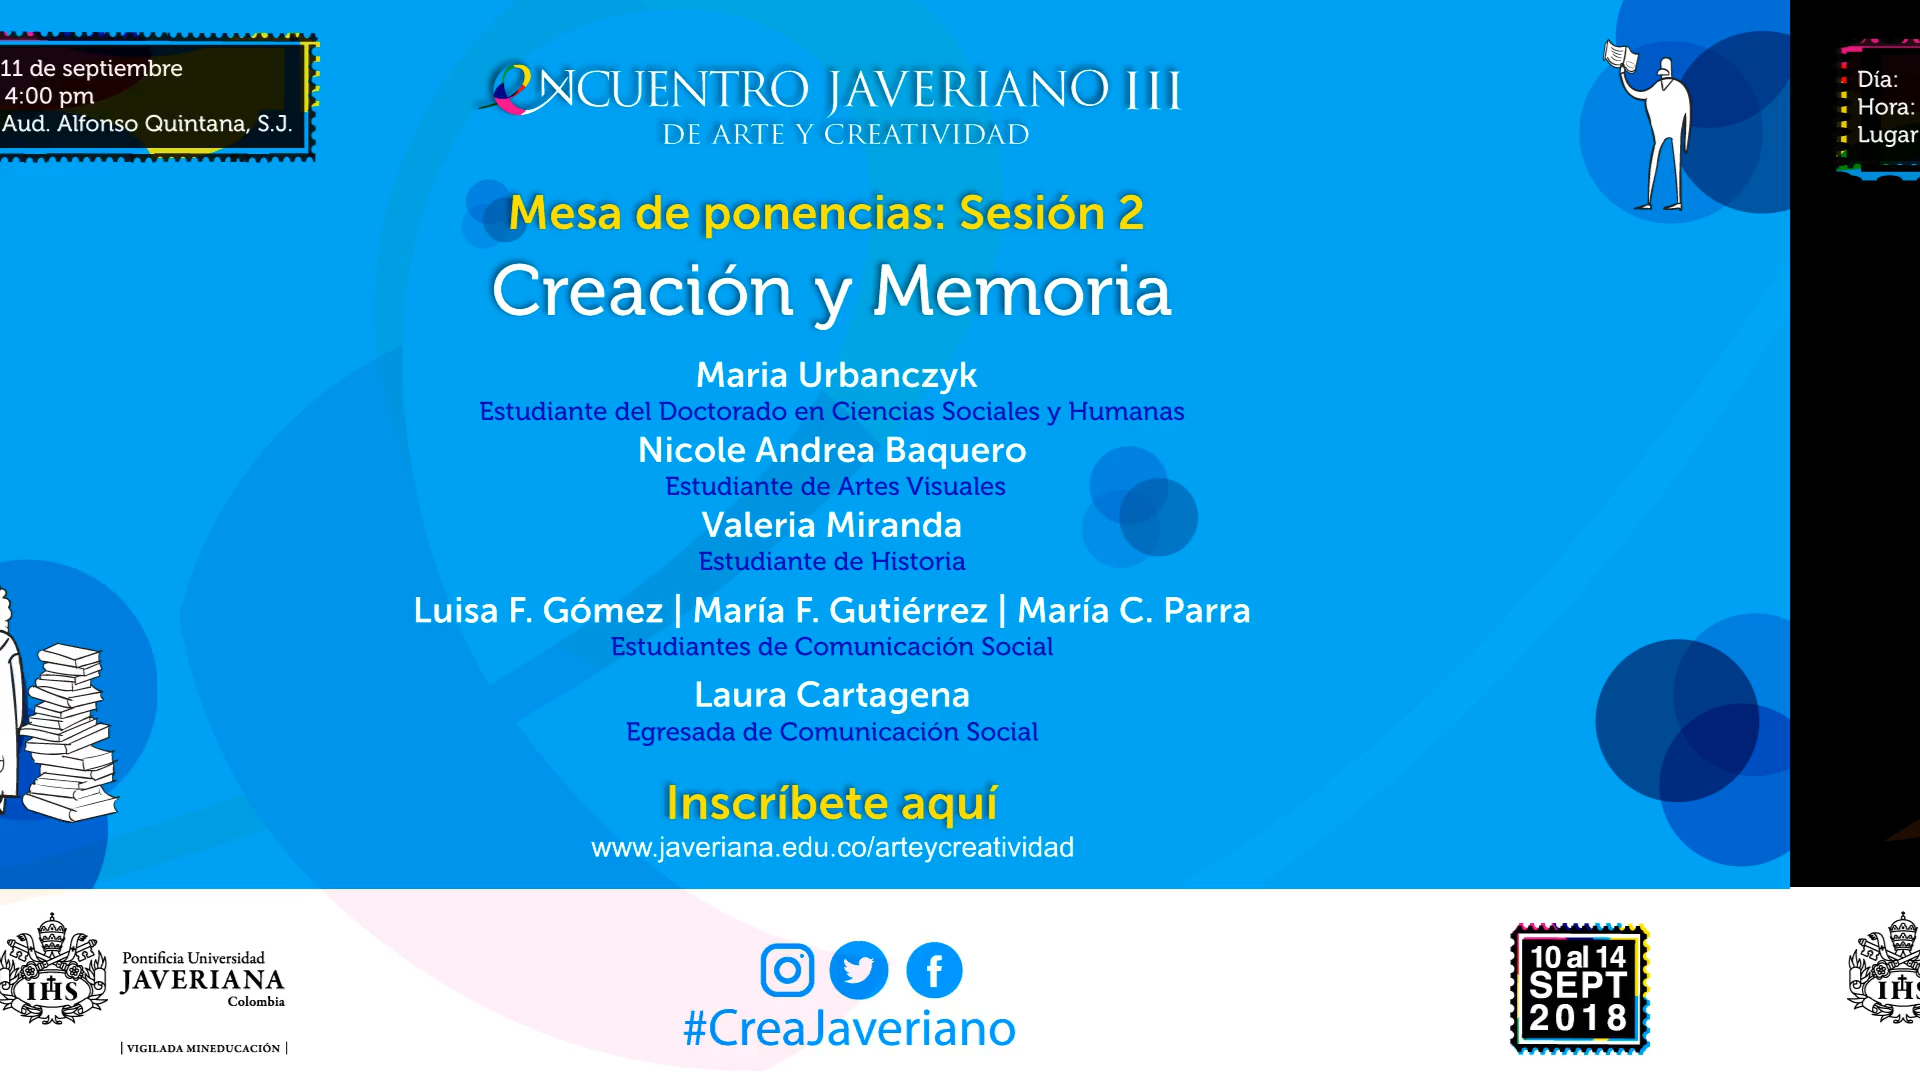 11 de septiembre
4:00 pm
Aud. Alfonso Quintana, S.J.
ENCUENTRO JAVERIANO III
DE ARTE Y CREATIVIDAD
Mesa de ponencias: Sesión 2
Creación y Memoria
Maria Urbanczyk
Estudiante del Doctorado en Ciencias Sociales y Humanas
Nicole Andrea Baquero
Estudiante de Artes Visuales
Valeria Miranda
Estudiante de Historia
Luisa F. Gómez | María F. Gutiérrez | María C. Parra
Estudiantes de Comunicación Social
Laura Cartagena
Egresada de Comunicación Social
Inscríbete aquí
www.javeriana.edu.co/arteycreatividad
Día:
Hora:
Lugar
IHS
Pontificia Universidad
JAVERIANA
Colombia
| VIGILADA MINEDUCACIÓN |
#CreaJaveriano
10 al 14
SEPT
2018
IHS